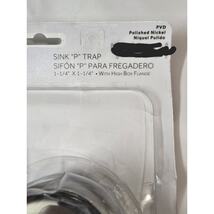 PVD
Polished Nickel
Níquel Pulido
SINK "P" TRAP
SIFÓN "P" PARA FREGADERO
1-1/4" X 1-1/4" • WITH HIGH BOX FLANGE